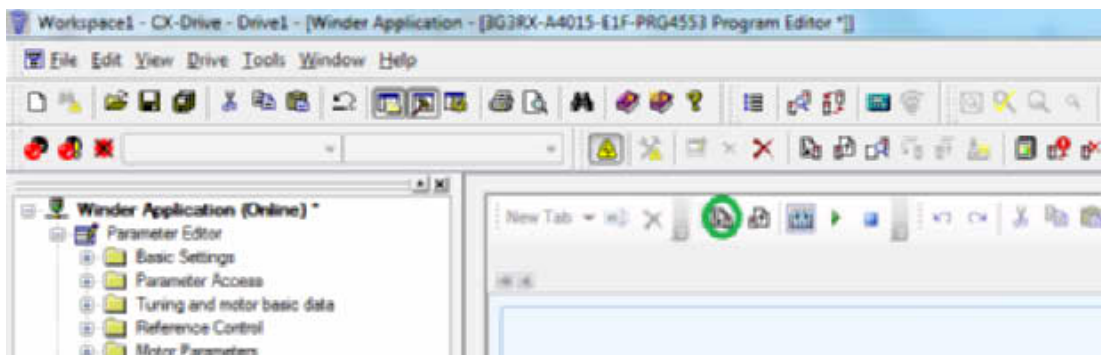 Workspace1 - CX-Drive - Drive1 - [Winder Application - [3G3RX-A4015-E1F-PRG4553 Program Editor *]]
File Edit View Drive Tools Window Help
Winder Application (Online) *
New Tab
Parameter Editor
Basic Settings
Parameter Access
Tuning and motor basic data
Reference Control
Motor Parameters